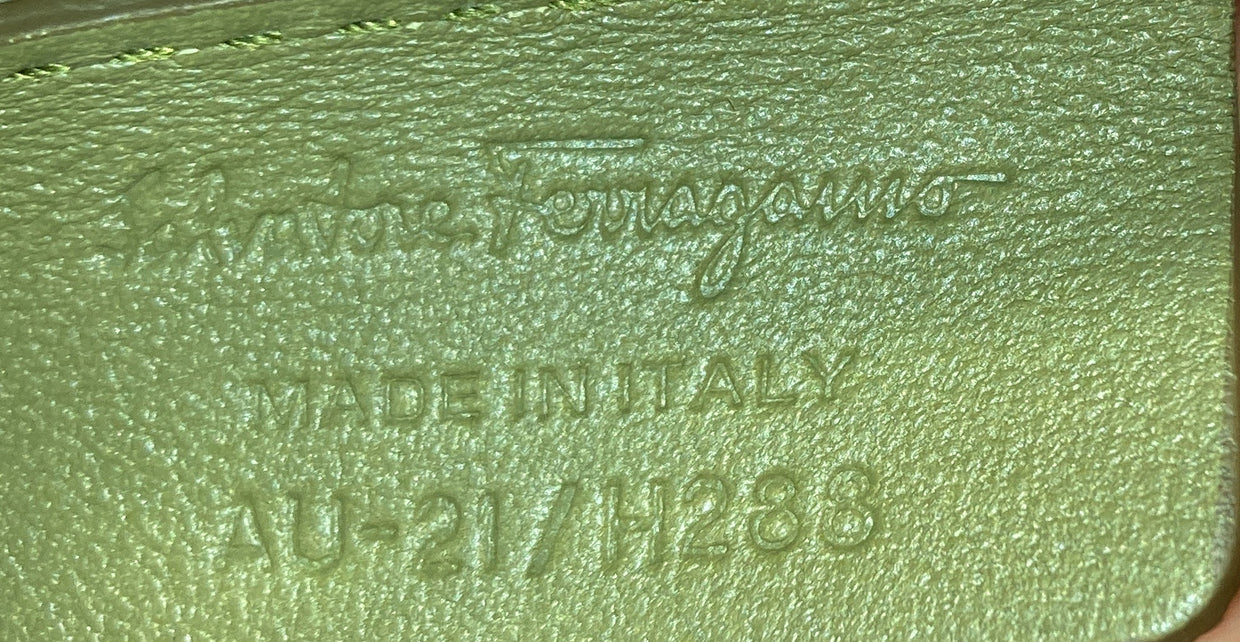 Salvatore Ferragamo
MADE IN ITALY
AU-21/H288